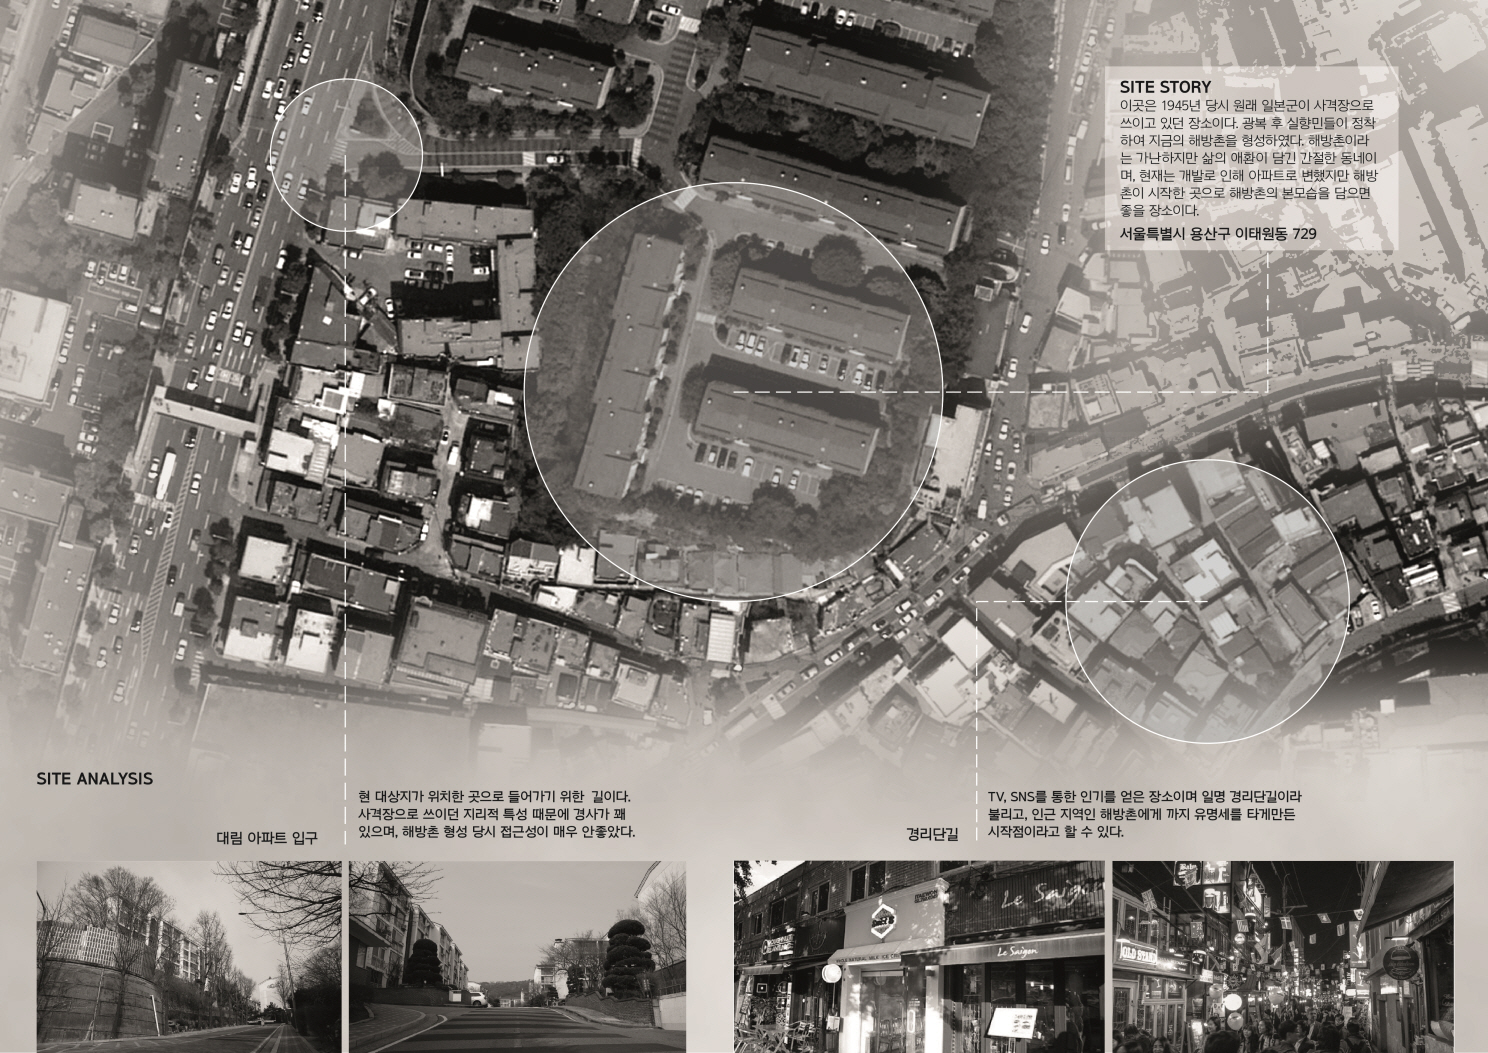 SITE STORY
이곳은 1945년 당시 원래 일본군이 사격장으로
쓰이고 있던 장소이다. 광복 후 실향민들이 정착
하여 지금의 해방촌을 형성하였다. 해방촌이라
는 가난하지만 삶의 애환이 담긴 간절한 동네이
며, 현재는 개발로 인해 아파트로 변했지만 해방
촌이 시작한 곳으로 해방촌의 본모습을 담으면
좋을 장소이다.
서울특별시 용산구 이태원동 729
SITE ANALYSIS
대림 아파트 입구
현 대상지가 위치한 곳으로 들어가기 위한 길이다.
사격장으로 쓰이던 지리적 특성 때문에 경사가 꽤
있으며, 해방촌 형성 당시 접근성이 매우 안좋았다.
경리단길
TV, SNS를 통한 인기를 얻은 장소이며 일명 경리단길이라
불리고, 인근 지역인 해방촌에게 까지 유명세를 타게만든
시작점이라고 할 수 있다.
Le Saigon
Le Saigon
OLD STAND